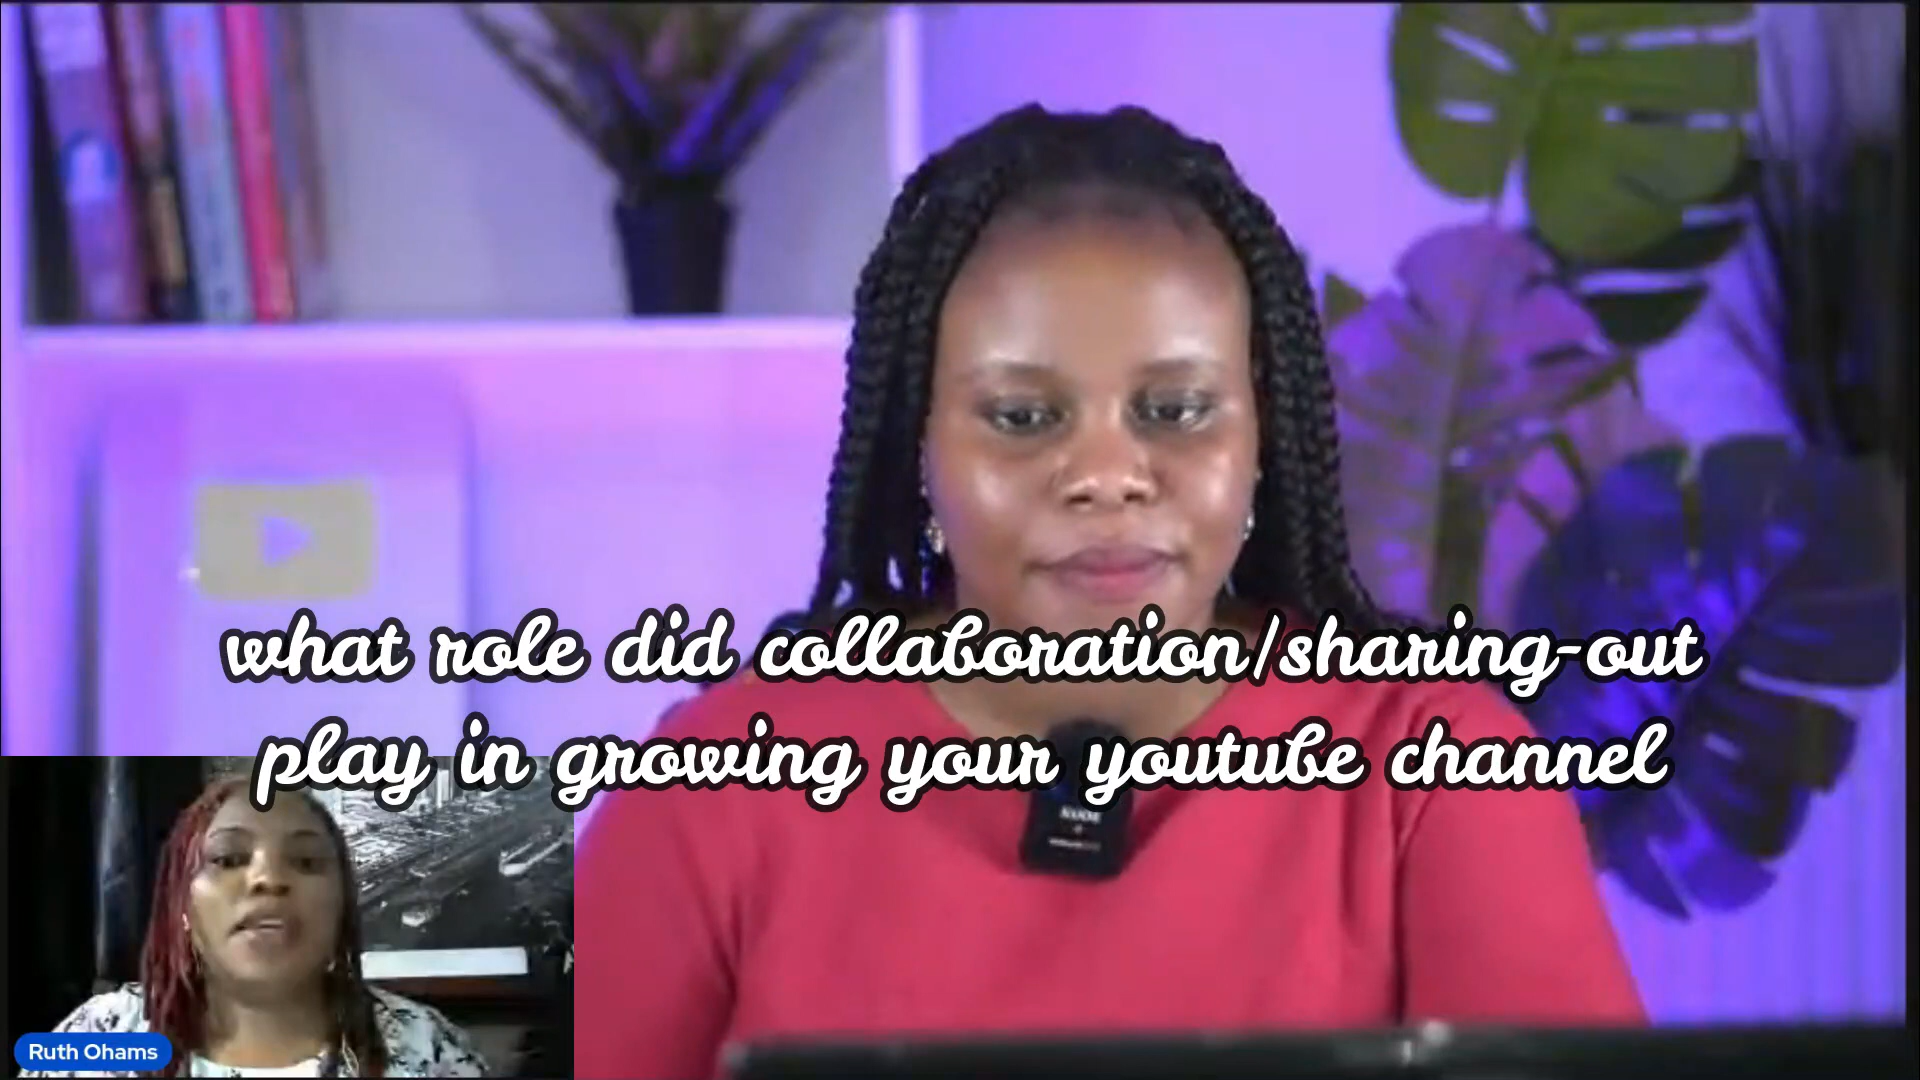 what role did collaboration/sharing-out
play in growing your youtube channel
Ruth Ohams